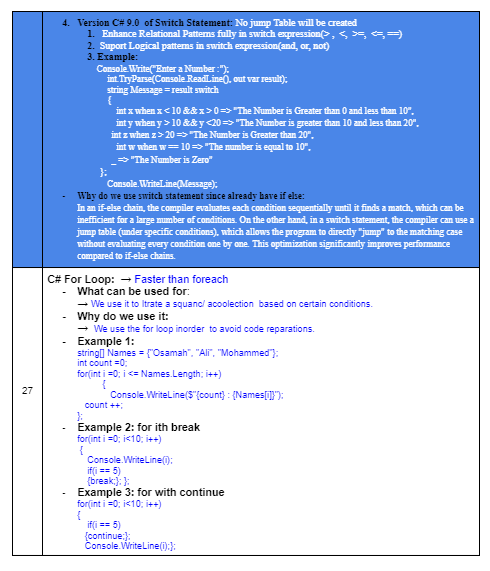 4. Version C# 9.0 of Switch Statement: No jump Table will be created
1. Enhance Relational Patterns fully in switch expression(> , <, >=, <=, ==)
2. Suport Logical patterns in switch expression(and, or, not)
3. Example:
Console.Write("Enter a Number :");
int.TryParse(Console.ReadLine(), out var result);
string Message = result switch
{
int x when x < 10 && x > 0 => "The Number is Greater than 0 and less than 10",
int y when y > 10 && y <20 => "The Number is greater than 10 and less than 20",
int z when z > 20 => "The Number is Greater than 20",
int w when w == 10 => "The number is equal to 10",
_ => "The Number is Zero"
};
Console.WriteLine(Message);
- Why do we use switch statement since already have if else:
In an if-else chain, the compiler evaluates each condition sequentially until it finds a match, which can be
inefficient for a large number of conditions. On the other hand, in a switch statement, the compiler can use a
jump table (under specific conditions), which allows the program to directly "jump" to the matching case
without evaluating every condition one by one. This optimization significantly improves performance
compared to if-else chains.
27
C# For Loop: → Faster than foreach
- What can be used for:
→ We use it to Itrate a squanc/ acoolection based on certain conditions.
- Why do we use it:
→ We use the for loop inorder to avoid code reparations.
- Example 1:
string[] Names = {"Osamah", "Ali", "Mohammed"};
int count =0;
for(int i =0; i <= Names.Length; i++)
{
Console.WriteLine($"{count} : {Names[i]}");
count ++;
};
- Example 2: for ith break
for(int i =0; i<10; i++)
{
Console.WriteLine(i);
if(i == 5)
{break;}; };
- Example 3: for with continue
for(int i =0; i<10; i++)
{
if(i == 5)
{continue;};
Console.WriteLine(i);};